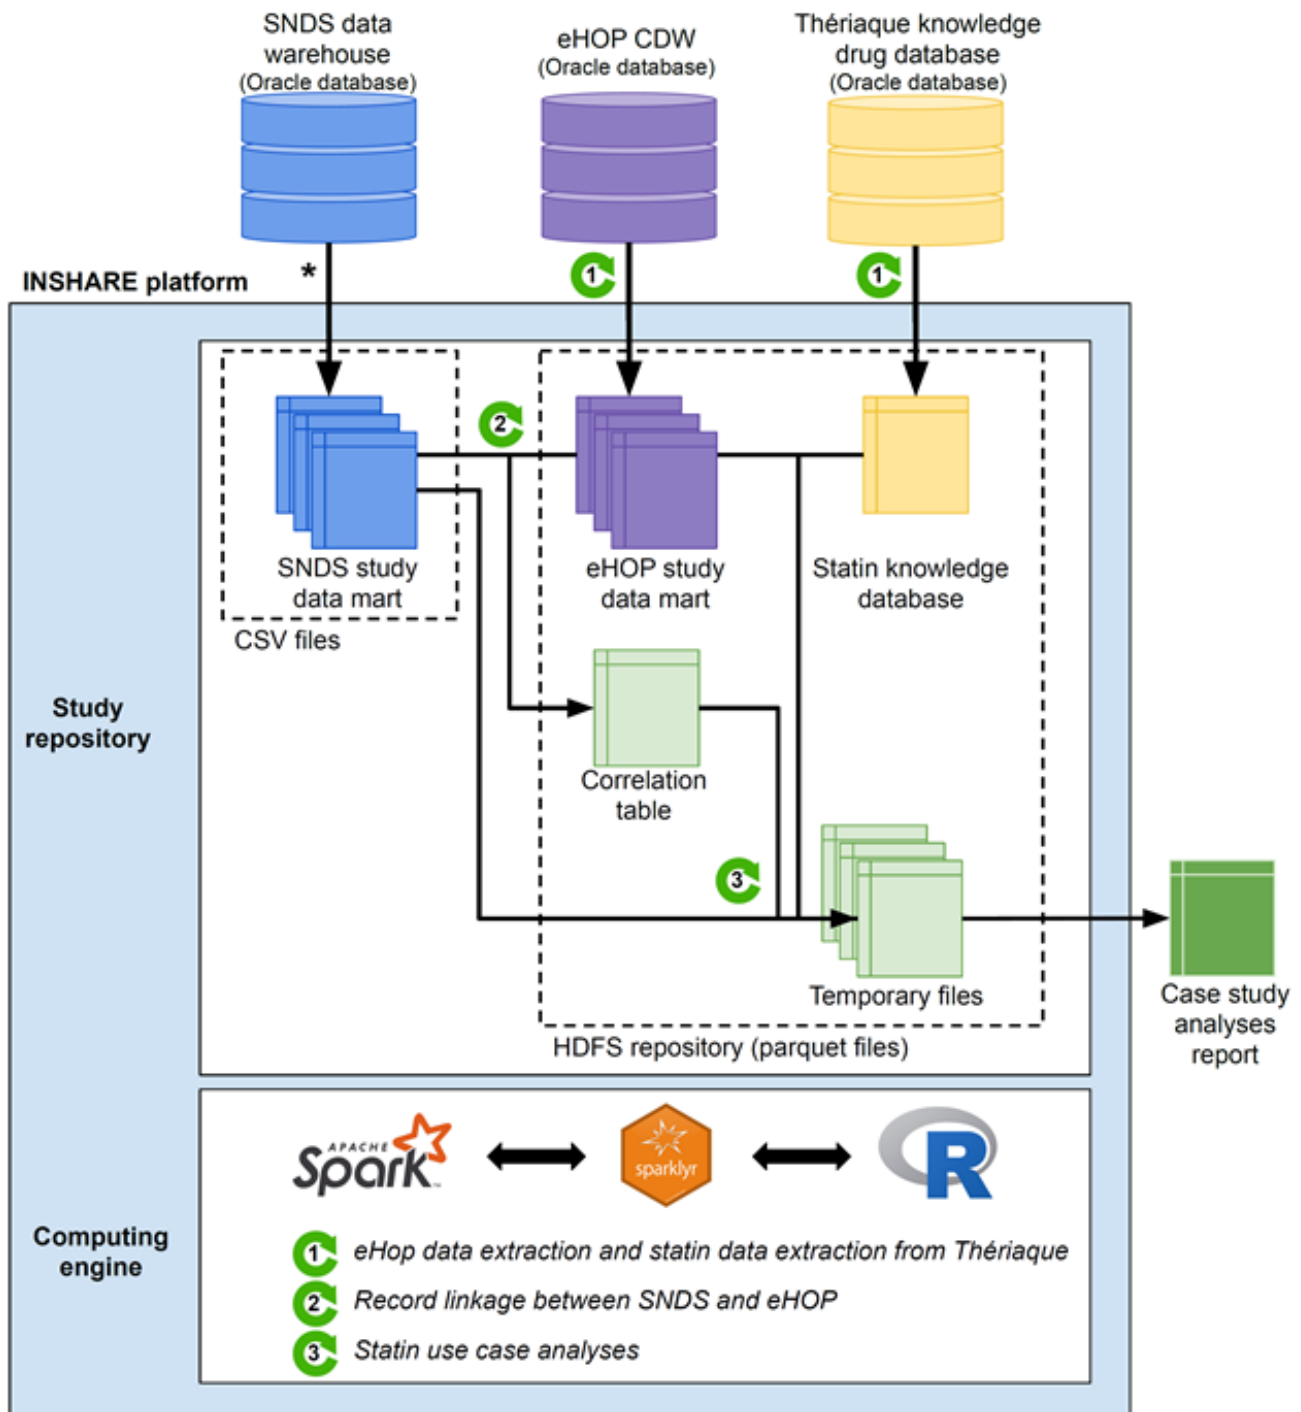 SNDS data
warehouse
(Oracle database)
eHOP CDW
(Oracle database)
Thériaque knowledge
drug database
(Oracle database)
INSHARE platform
*
1
1
2
SNDS study
data mart
CSV files
eHOP study
data mart
Statin knowledge
database
Study
repository
Correlation
table
3
Temporary files
HDFS repository (parquet files)
Case study
analyses
report
APACHE
Spark™
sparklyr
R
Computing
engine
1 eHop data extraction and statin data extraction from Thériaque
2 Record linkage between SNDS and eHOP
3 Statin use case analyses